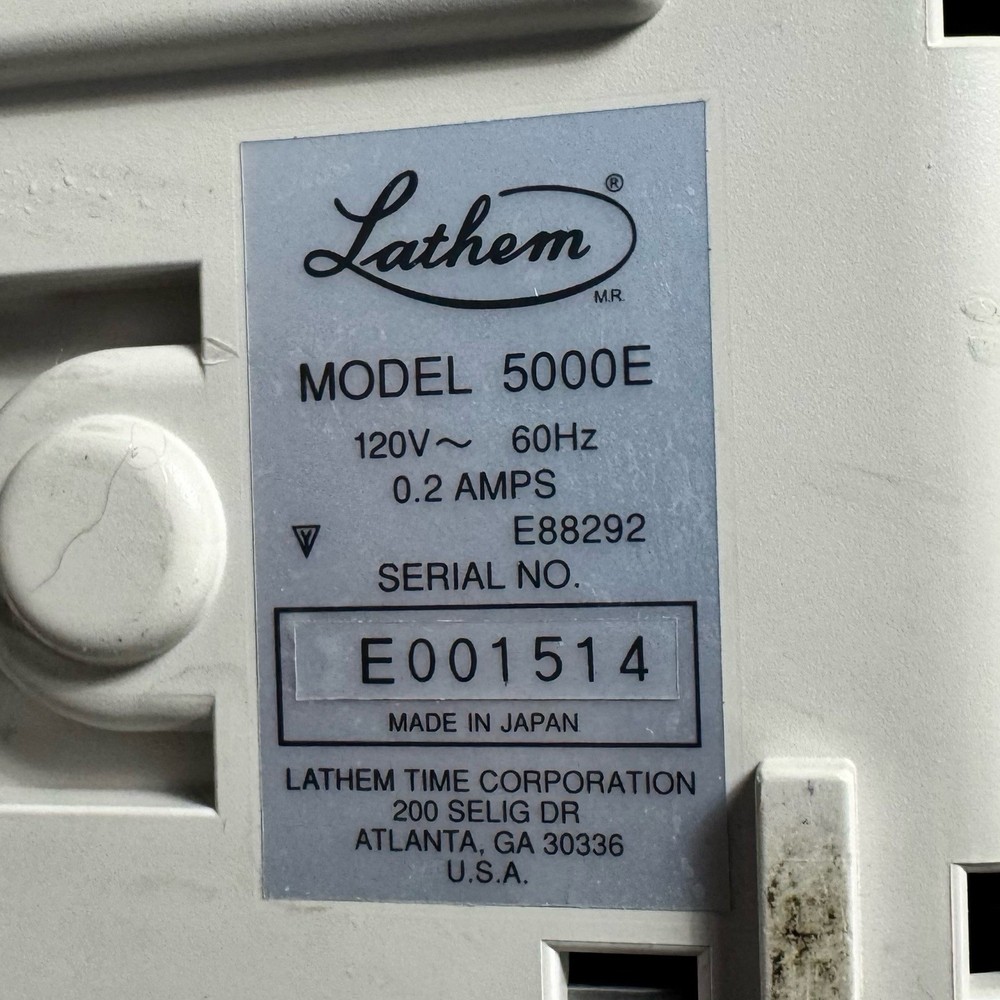 Lathem®
M.R.
MODEL 5000E
120V～ 60Hz
0.2 AMPS
E88292
SERIAL NO.
E001514
MADE IN JAPAN
LATHEM TIME CORPORATION
200 SELIG DR
ATLANTA, GA 30336
U.S.A.